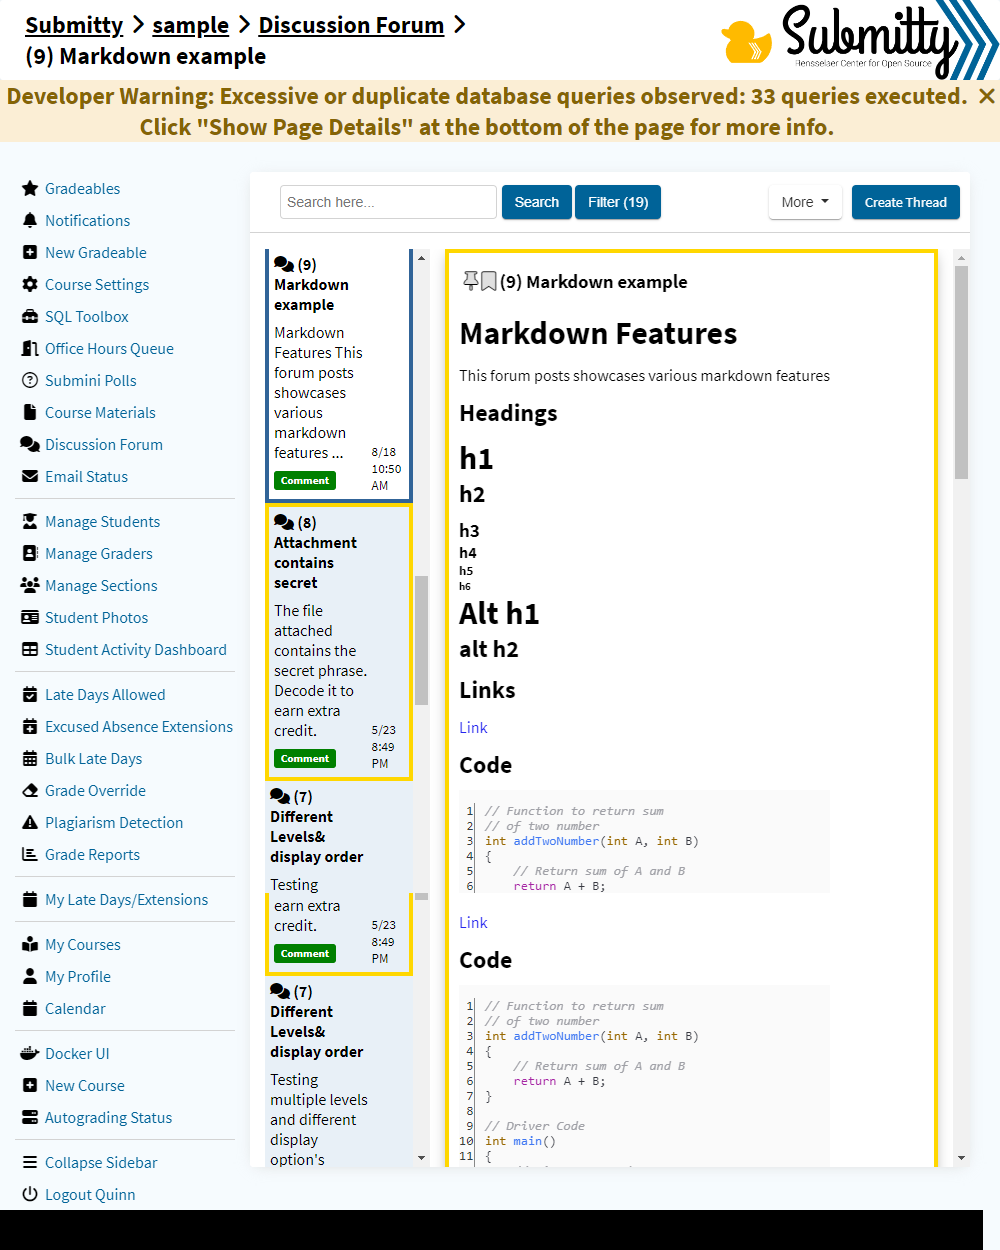 Submitty > sample > Discussion Forum >
(9) Markdown example
Submitty
Rensselaer Center for Open Source
Developer Warning: Excessive or duplicate database queries observed: 33 queries executed.
Click "Show Page Details" at the bottom of the page for more info.
Gradeables
Notifications
New Gradeable
Course Settings
SQL Toolbox
Office Hours Queue
Submini Polls
Course Materials
Discussion Forum
Email Status
Manage Students
Manage Graders
Manage Sections
Student Photos
Student Activity Dashboard
Late Days Allowed
Excused Absence Extensions
Bulk Late Days
Grade Override
Plagiarism Detection
Grade Reports
My Late Days/Extensions
My Courses
My Profile
Calendar
Docker UI
New Course
Autograding Status
Collapse Sidebar
Logout Quinn
Search here...
Search
Filter (19)
More
Create Thread
(9)
Markdown
example
Markdown
Features This
forum posts
showcases
various
markdown
features ...
Comment
8/18
10:50
AM
(8)
Attachment
contains
secret
The file
attached
contains the
secret phrase.
Decode it to
earn extra
credit.
Comment
5/23
8:49
PM
(7)
Different
Levels&
display order
Testing
earn extra
credit.
Comment
5/23
8:49
PM
(7)
Different
Levels&
display order
Testing
multiple levels
and different
display
option's
(9) Markdown example
Markdown Features
This forum posts showcases various markdown features
Headings
h1
h2
h3
h4
h5
h6
Alt h1
alt h2
Links
Link
Code
1 // Function to return sum
2 // of two number
3 int addTwoNumber(int A, int B)
4 {
5 // Return sum of A and B
6 return A + B;
Link
Code
1 // Function to return sum
2 // of two number
3 int addTwoNumber(int A, int B)
4 {
5 // Return sum of A and B
6 return A + B;
7 }
8
9 // Driver Code
10 int main()
11 {